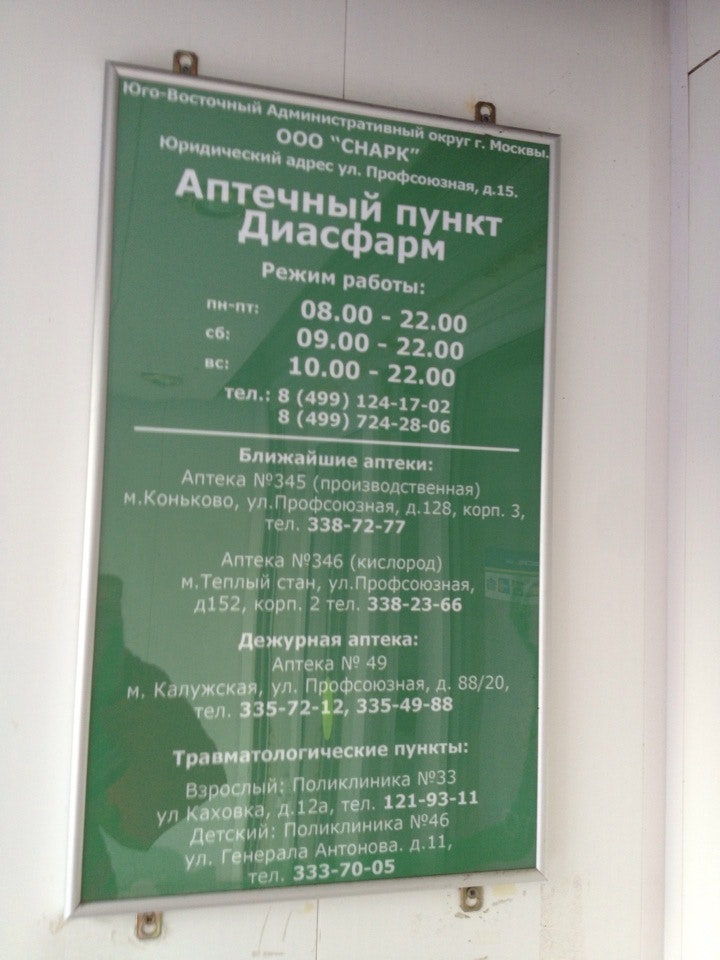 Юго-Восточный Административный округ г. Москвы.
ООО "СНАРК"
Юридический адрес ул. Профсоюзная, д.15.
Аптечный пункт
Диасфарм
Режим работы:
пн-пт: 08.00 - 22.00
сб: 09.00 - 22.00
вс: 10.00 - 22.00
тел.: 8 (499) 124-17-02
8 (499) 724-28-06
Ближайшие аптеки:
Аптека №345 (производственная)
м.Коньково, ул.Профсоюзная, д.128, корп. 3,
тел. 338-72-77
Аптека №346 (кислород)
м.Теплый стан, ул.Профсоюзная,
д152, корп. 2 тел. 338-23-66
Дежурная аптека:
Аптека № 49
м. Калужская, ул. Профсоюзная, д. 88/20,
тел. 335-72-12, 335-49-88
Травматологические пункты:
Взрослый: Поликлиника №33
ул Каховка, д.12а, тел. 121-93-11
Детский: Поликлиника №46
ул. Генерала Антонова. д.11,
тел. 333-70-05